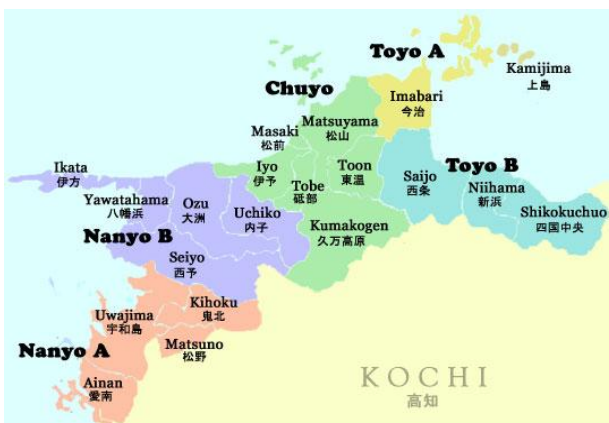 Toyo A
Kamijima
上島
Chuyo
Imabari
今治
Matsuyama
松山
Masaki
松前
Ikata
伊方
Iyo
伊予
Toon
東温
Saijo
西条
Toyo B
Niihama
新浜
Yawatahama
八幡浜
Ozu
大洲
Tobe
砥部
Uchiko
内子
Shikokuchuo
四国中央
Kumakogen
久万高原
Nanyo B
Seiyo
西予
Kihoku
鬼北
Uwajima
宇和島
Matsuno
松野
Nanyo A
Ainan
愛南
KOCHI
高知